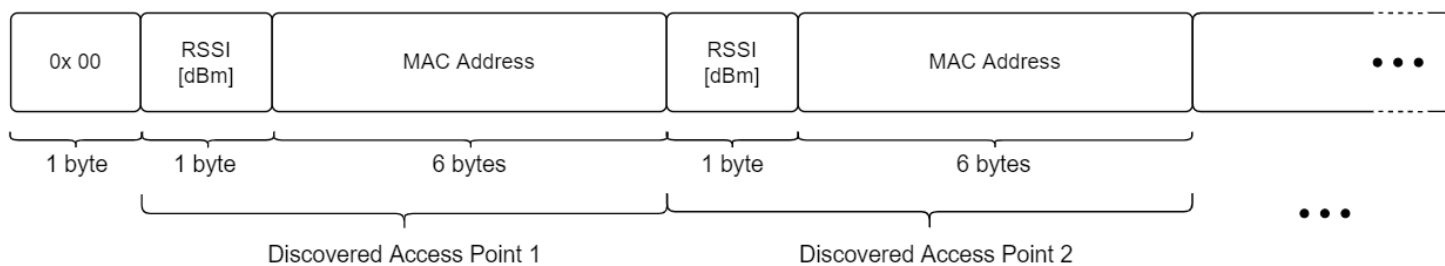 0x 00
RSSI
[dBm]
MAC Address
RSSI
[dBm]
MAC Address
1 byte
1 byte
6 bytes
1 byte
6 bytes
Discovered Access Point 1
Discovered Access Point 2